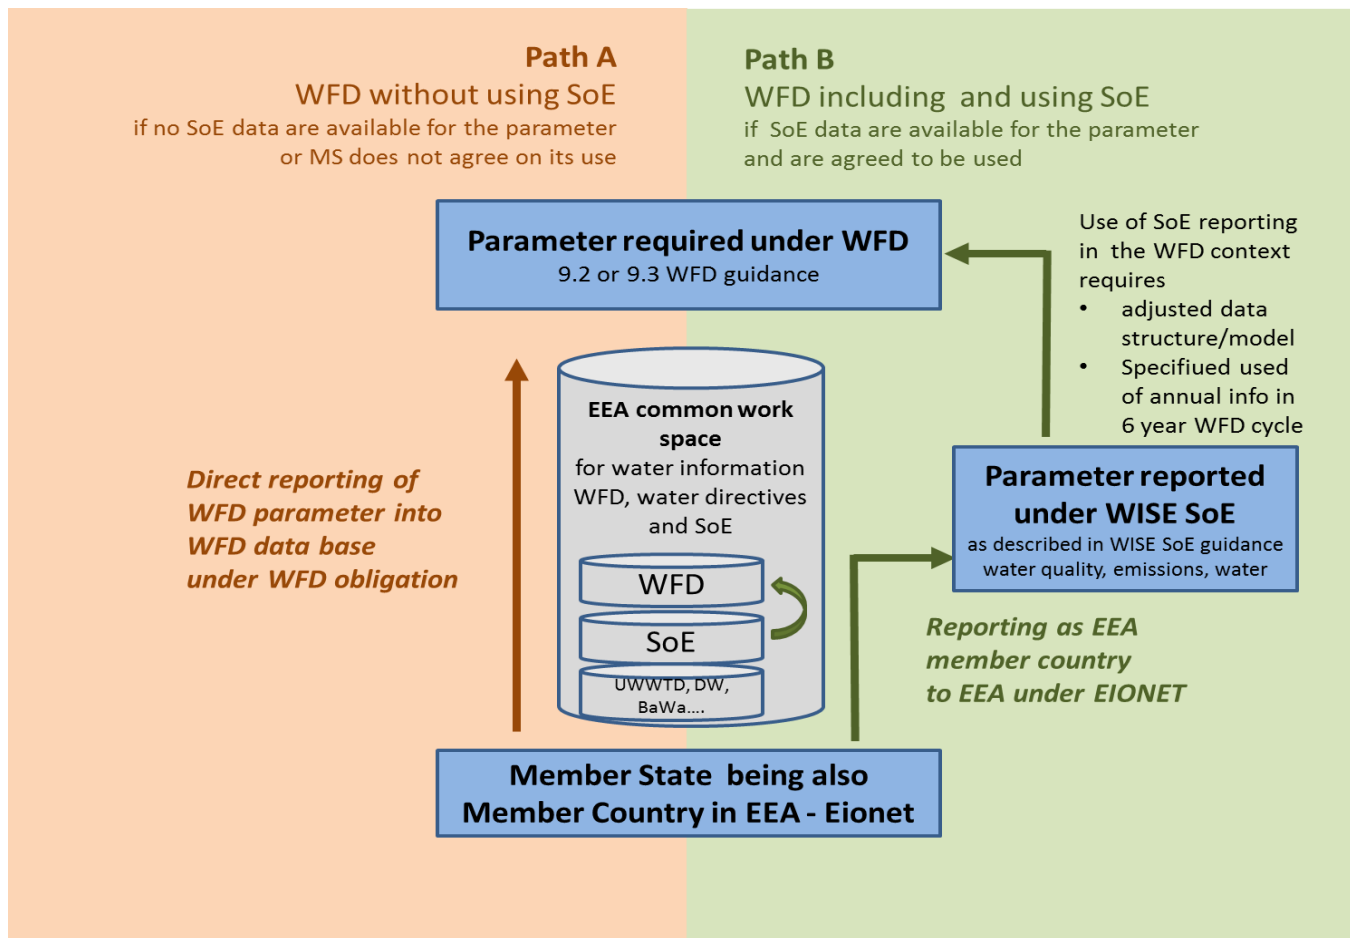 Path A
WFD without using SoE
if no SoE data are available for the parameter
or MS does not agree on its use
Path B
WFD including and using SoE
if SoE data are available for the parameter
and are agreed to be used
Parameter required under WFD
9.2 or 9.3 WFD guidance
Use of SoE reporting
in the WFD context
requires
• adjusted data
structure/model
• Specifiued used
of annual info in
6 year WFD cycle
EEA common work
space
for water information
WFD, water directives
and SoE
WFD
SoE
UWWTD, DW,
BaWa....
Direct reporting of
WFD parameter into
WFD data base
under WFD obligation
Parameter reported
under WISE SoE
as described in WISE SoE guidance
water quality, emissions, water
Reporting as EEA
member country
to EEA under EIONET
Member State being also
Member Country in EEA - Eionet